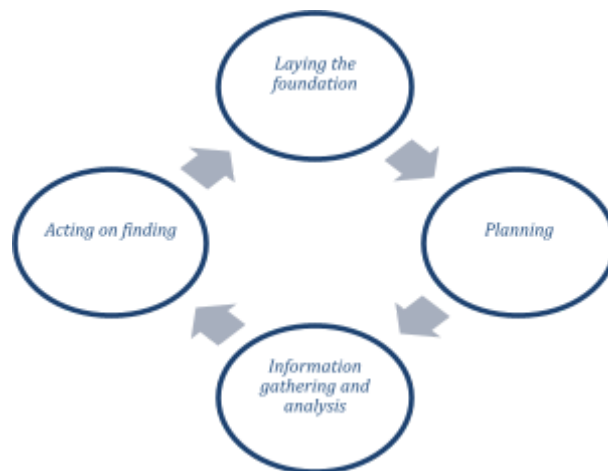 Laying the
foundation
Planning
Information
gathering and
analysis
Acting on finding